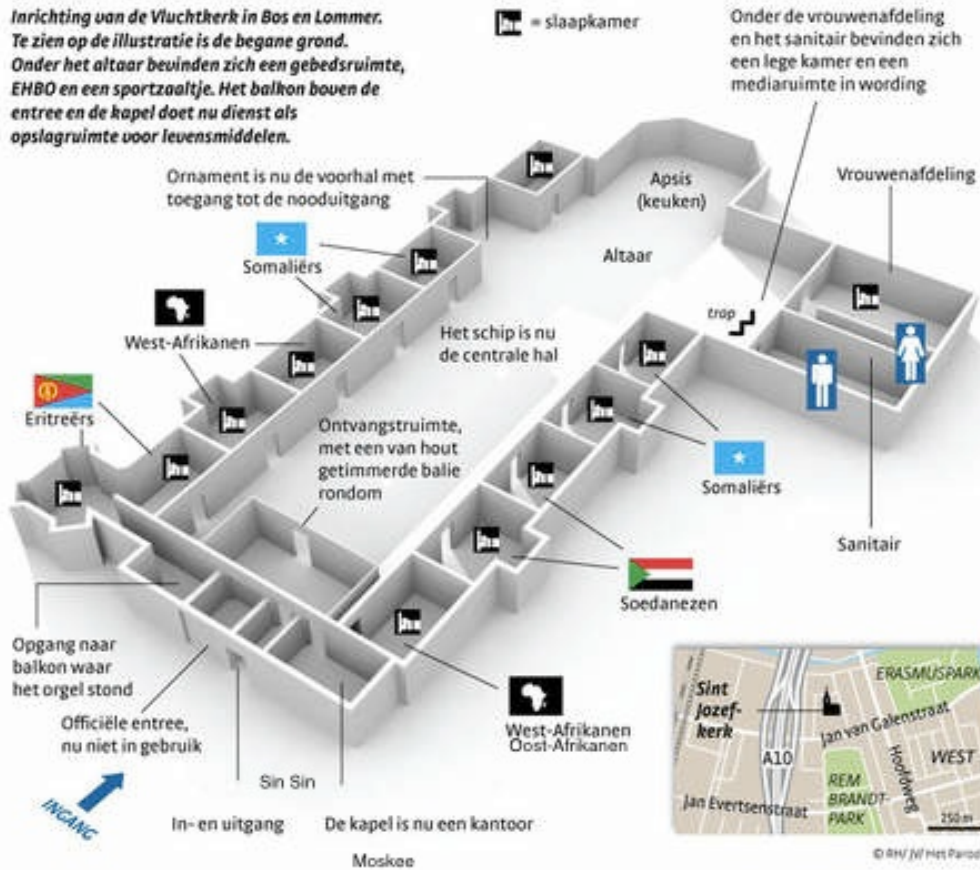 Inrichting van de Vluchtkerk in Bos en Lommer.
Te zien op de illustratie is de begane grond.
Onder het altaar bevinden zich een gebedsruimte,
EHBO en een sportzaaltje. Het balkon boven de
entree en de kapel doet nu dienst als
opslagruimte voor levensmiddelen.
= slaapkamer
Onder de vrouwenafdeling
en het sanitair bevinden zich
een lege kamer en een
mediaruimte in wording
Ornament is nu de voorhal met
toegang tot de nooduitgang
Apsis
(keuken)
Vrouwenafdeling
Somaliërs
Altaar
trap
West-Afrikanen
Het schip is nu
de centrale hal
Eritreërs
Ontvangstruimte,
met een van hout
getimmerde balie
rondom
Somaliërs
Sanitair
Soedanezen
Opgang naar
balkon waar
het orgel stond
Officiële entree,
nu niet in gebruik
West-Afrikanen
Oost-Afrikanen
INGANG
Sin Sin
In- en uitgang
De kapel is nu een kantoor
Moskee
Sint
Jozef-
kerk
ERASMUSPARK
Jan van Galenstraat
A10
Hoofdweg
WEST
REM
BRANDT-
PARK
Jan Evertsenstraat
250 m
© RH/ JV/ Het Parool